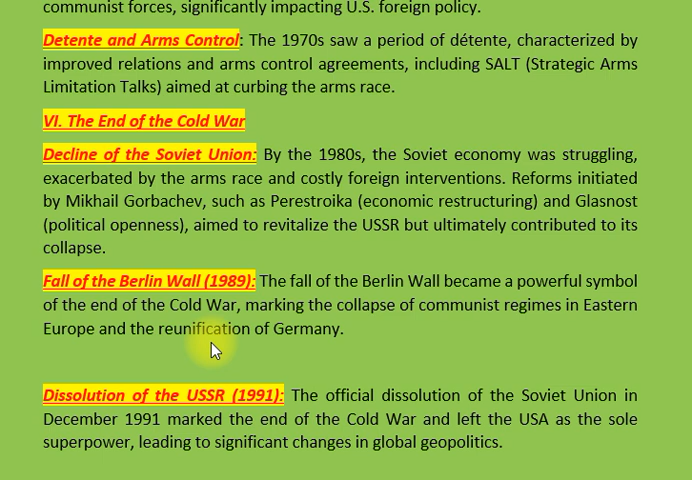 communist forces, significantly impacting U.S. foreign policy.
Detente and Arms Control: The 1970s saw a period of détente, characterized by
improved relations and arms control agreements, including SALT (Strategic Arms
Limitation Talks) aimed at curbing the arms race.
VI. The End of the Cold War
Decline of the Soviet Union: By the 1980s, the Soviet economy was struggling,
exacerbated by the arms race and costly foreign interventions. Reforms initiated
by Mikhail Gorbachev, such as Perestroika (economic restructuring) and Glasnost
(political openness), aimed to revitalize the USSR but ultimately contributed to its
collapse.
Fall of the Berlin Wall (1989): The fall of the Berlin Wall became a powerful symbol
of the end of the Cold War, marking the collapse of communist regimes in Eastern
Europe and the reunification of Germany.
Dissolution of the USSR (1991): The official dissolution of the Soviet Union in
December 1991 marked the end of the Cold War and left the USA as the sole
superpower, leading to significant changes in global geopolitics.